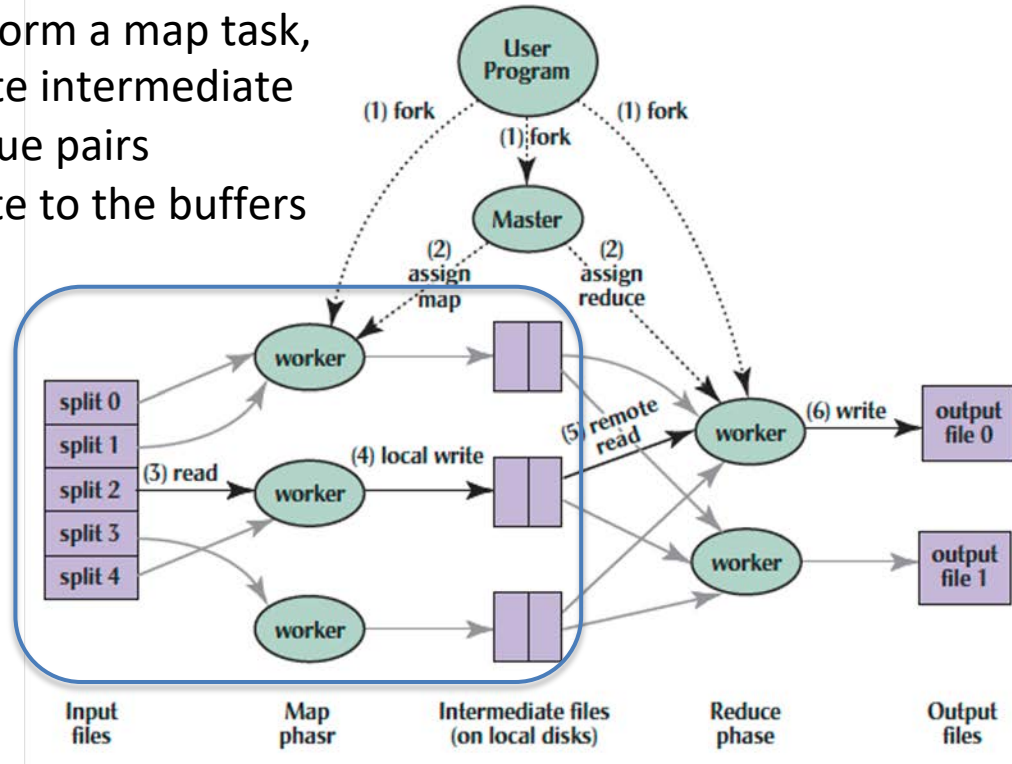 orm a map task,
te intermediate
ue pairs
te to the buffers
User
Program
(1) fork
(1) fork
(1) fork
Master
(2)
assign
map
(2)
assign
reduce
split 0
split 1
split 2
split 3
split 4
(3) read
worker
worker
worker
(4) local write
(5) remote
read
worker
worker
(6) write
output
file 0
output
file 1
Input
files
Map
phasr
Intermediate files
(on local disks)
Reduce
phase
Output
files